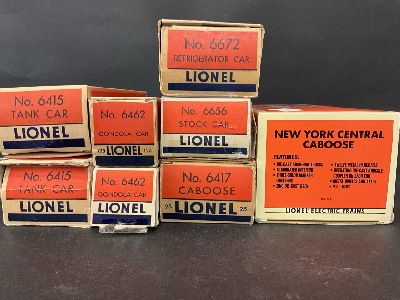 No. 6672
REFRIGERATOR CAR
LIONEL
No. 6415
TANK CAR
LIONEL
No. 6462
GONDOLA CAR
LIONEL
No. 6656
STOCK CAR
LIONEL
NEW YORK CENTRAL
CABOOSE
FEATURES:
LIONEL ELECTRIC TRAINS
No. 6415
TANK CAR
LIONEL
No. 6462
GONDOLA CAR
LIONEL
No. 6417
CABOOSE
25 LIONEL 25